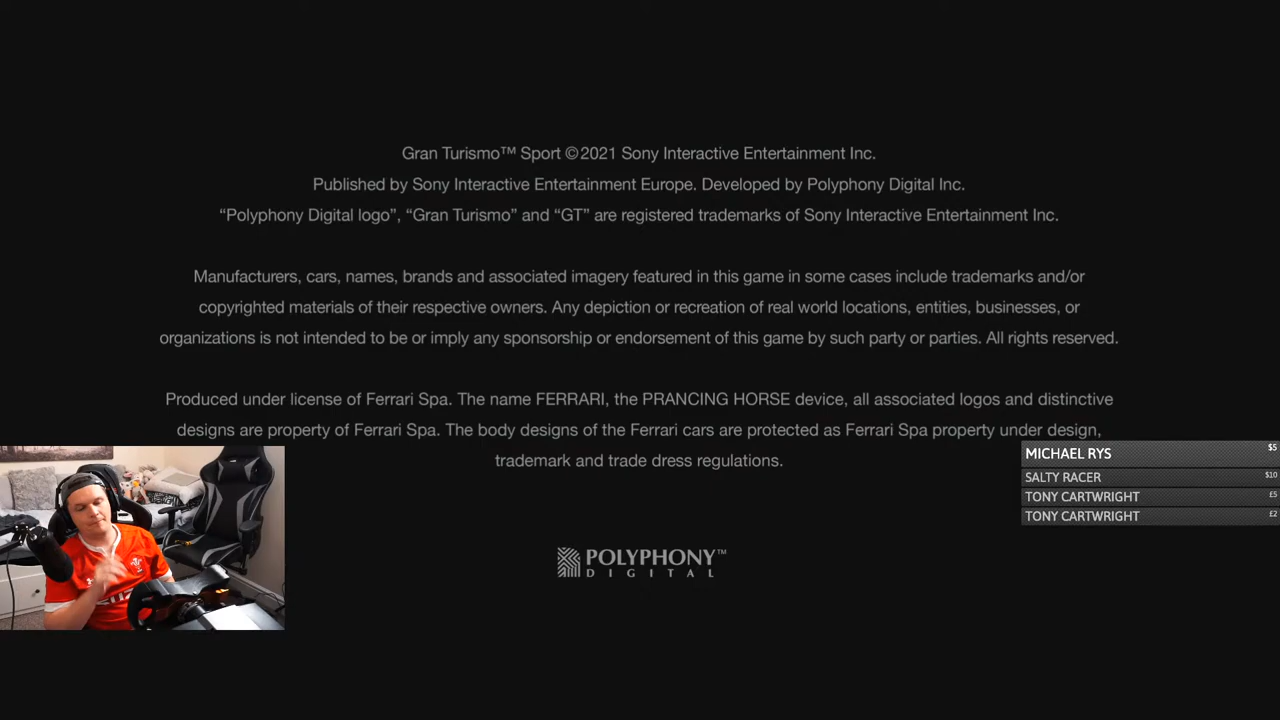 Gran Turismo™ Sport ©2021 Sony Interactive Entertainment Inc.
Published by Sony Interactive Entertainment Europe. Developed by Polyphony Digital Inc.
“Polyphony Digital logo”, “Gran Turismo” and “GT” are registered trademarks of Sony Interactive Entertainment Inc.
Manufacturers, cars, names, brands and associated imagery featured in this game in some cases include trademarks and/or
copyrighted materials of their respective owners. Any depiction or recreation of real world locations, entities, businesses, or
organizations is not intended to be or imply any sponsorship or endorsement of this game by such party or parties. All rights reserved.
Produced under license of Ferrari Spa. The name FERRARI, the PRANCING HORSE device, all associated logos and distinctive
designs are property of Ferrari Spa. The body designs of the Ferrari cars are protected as Ferrari Spa property under design,
trademark and trade dress regulations.
MICHAEL RYS $5
SALTY RACER $10
TONY CARTWRIGHT £5
TONY CARTWRIGHT £2
POLYPHONY™
DIGITAL